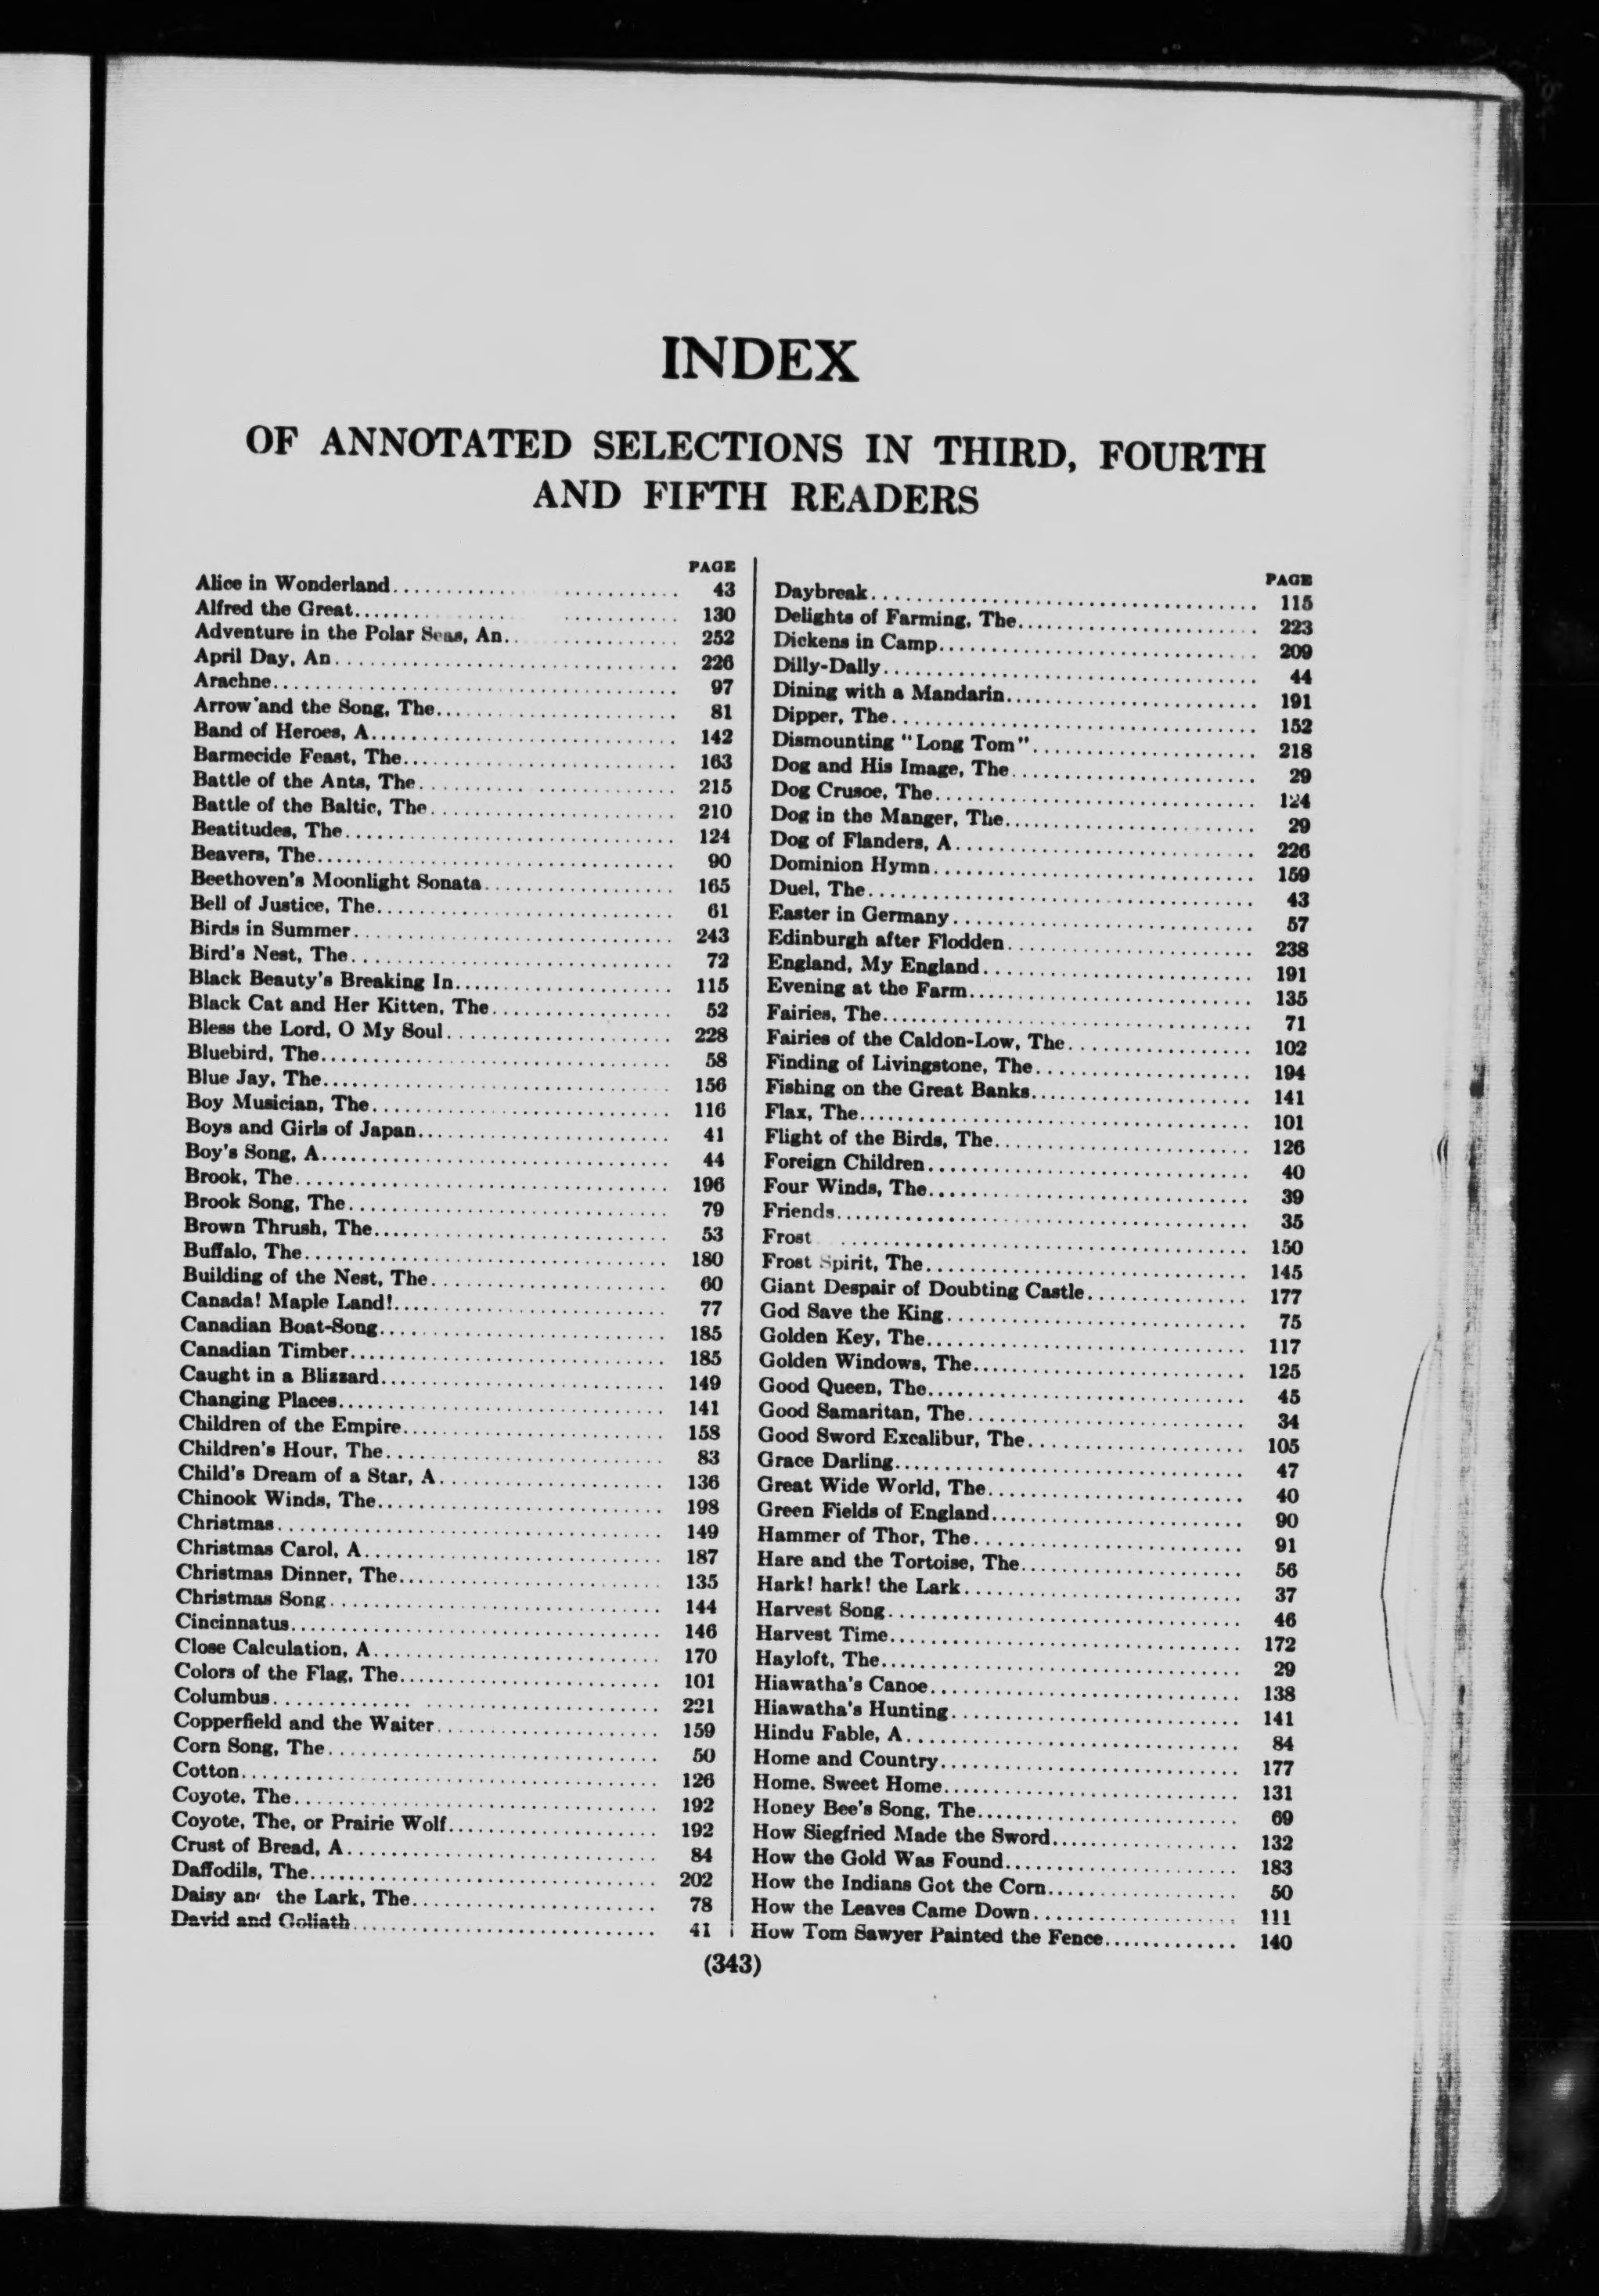 INDEX
OF ANNOTATED SELECTIONS IN THIRD, FOURTH
AND FIFTH READERS
PAGE
Alice in Wonderland 43
Alfred the Great 130
Adventure in the Polar Seas, An 252
April Day, An 226
Arachne 97
Arrow and the Song, The 81
Band of Heroes, A 142
Barmecide Feast, The 163
Battle of the Ants, The 215
Battle of the Baltic, The 210
Beatitudes, The 124
Beavers, The 90
Beethoven's Moonlight Sonata 165
Bell of Justice, The 61
Birds in Summer 243
Bird's Nest, The 72
Black Beauty's Breaking In 115
Black Cat and Her Kitten, The 52
Bless the Lord, O My Soul 228
Bluebird, The 58
Blue Jay, The 156
Boy Musician, The 116
Boys and Girls of Japan 41
Boy's Song, A 44
Brook, The 196
Brook Song, The 79
Brown Thrush, The 53
Buffalo, The 180
Building of the Nest, The 60
Canada! Maple Land! 77
Canadian Boat-Song 185
Canadian Timber 185
Caught in a Blizzard 149
Changing Places 141
Children of the Empire 158
Children's Hour, The 83
Child's Dream of a Star, A 136
Chinook Winds, The 198
Christmas 149
Christmas Carol, A 187
Christmas Dinner, The 135
Christmas Song 144
Cincinnatus 146
Close Calculation, A 170
Colors of the Flag, The 101
Columbus 221
Copperfield and the Waiter 159
Corn Song, The 50
Cotton 126
Coyote, The 192
Coyote, The, or Prairie Wolf 192
Crust of Bread, A 84
Daffodils, The 202
Daisy an the Lark, The 78
David and Goliath 41
PAGE
Daybreak 115
Delights of Farming, The 223
Dickens in Camp 209
Dilly-Dally 44
Dining with a Mandarin 191
Dipper, The 152
Dismounting "Long Tom" 218
Dog and His Image, The 29
Dog Crusoe, The 124
Dog in the Manger, The 29
Dog of Flanders, A 226
Dominion Hymn 159
Duel, The 43
Easter in Germany 57
Edinburgh after Flodden 238
England, My England 191
Evening at the Farm 135
Fairies, The 71
Fairies of the Caldon-Low, The 102
Finding of Livingstone, The 194
Fishing on the Great Banks 141
Flax, The 101
Flight of the Birds, The 126
Foreign Children 40
Four Winds, The 39
Friends 35
Frost 150
Frost Spirit, The 145
Giant Despair of Doubting Castle 177
God Save the King 75
Golden Key, The 117
Golden Windows, The 125
Good Queen, The 45
Good Samaritan, The 34
Good Sword Excalibur, The 105
Grace Darling 47
Great Wide World, The 40
Green Fields of England 90
Hammer of Thor, The 91
Hare and the Tortoise, The 56
Hark! hark! the Lark 37
Harvest Song 46
Harvest Time 172
Hayloft, The 29
Hiawatha's Canoe 138
Hiawatha's Hunting 141
Hindu Fable, A 84
Home and Country 177
Home. Sweet Home 131
Honey Bee's Song, The 69
How Siegfried Made the Sword 132
How the Gold Was Found 183
How the Indians Got the Corn 50
How the Leaves Came Down 111
How Tom Sawyer Painted the Fence 140
(343)